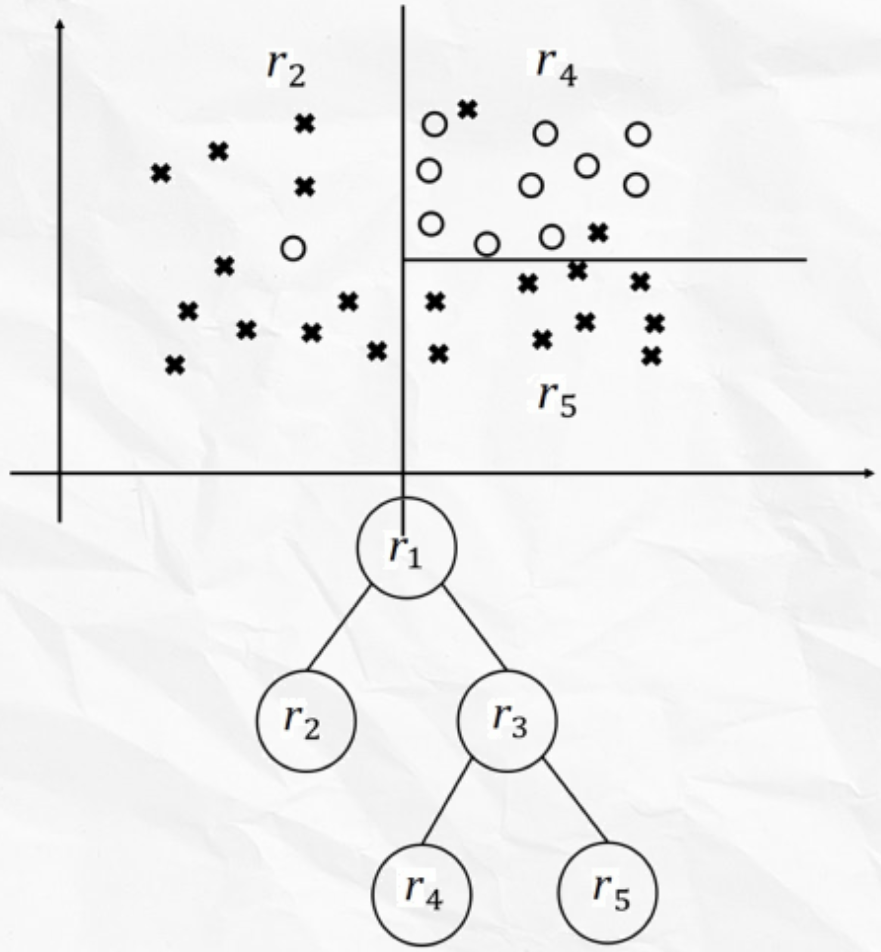 r₂ r₄
r₅
r₁
r₂ r₃
r₄ r₅